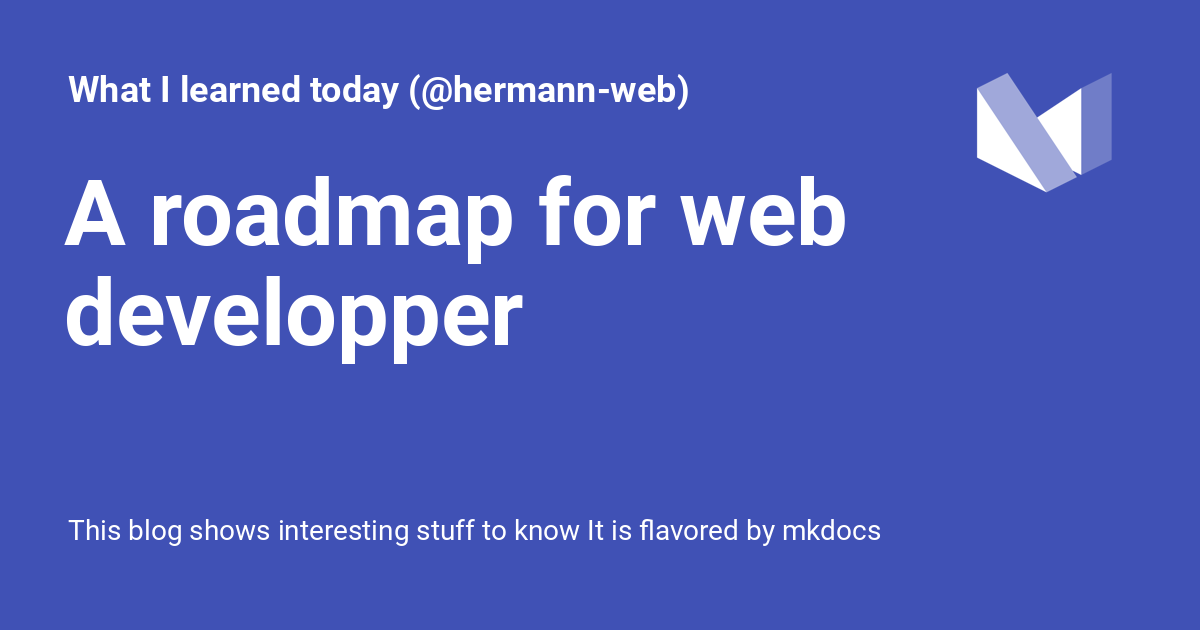 What I learned today (@hermann-web)
A roadmap for web
developper
This blog shows interesting stuff to know It is flavored by mkdocs